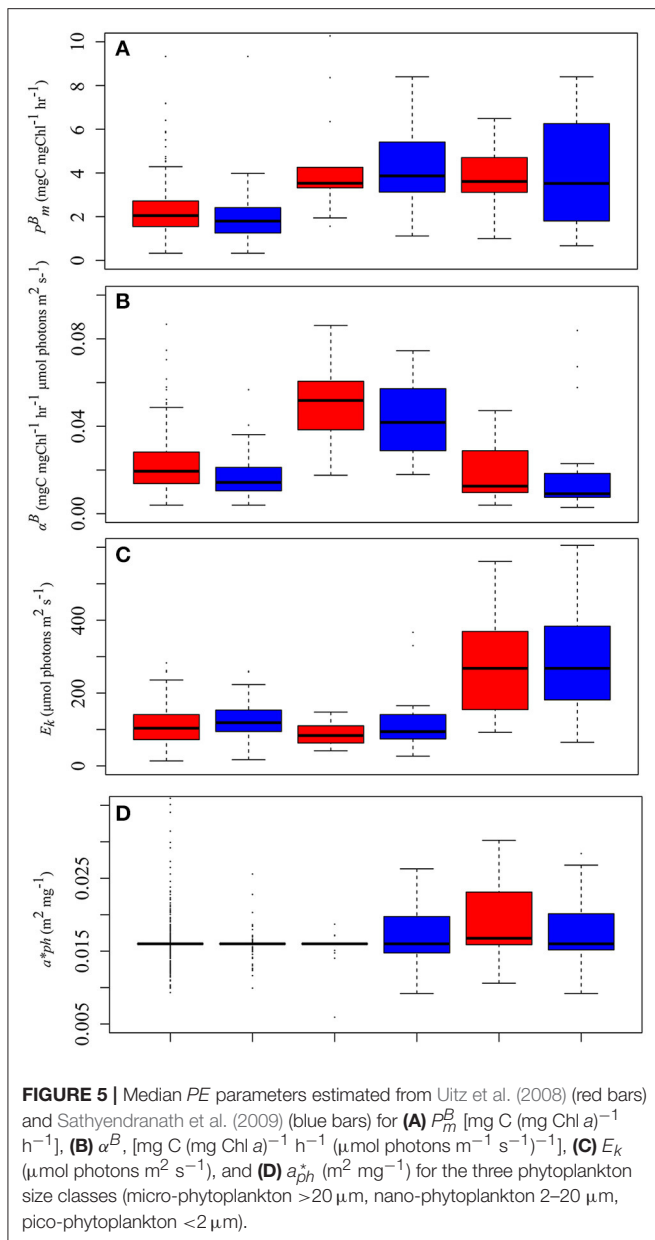 A
P^B_m (mgC mgChl^-1 hr^-1)
10
8
6
4
2
0
B
α^B (mgC mgChl^-1 hr^-1 μmol photons m^2 s^-)
0.08
0.04
0.00
C
E_k (μmol photons m^2 s^-1)
400
200
0
D
a*ph (m^2 mg^-1)
0.025
0.015
0.005
FIGURE 5 | Median PE parameters estimated from Uitz et al. (2008) (red bars)
and Sathyendranath et al. (2009) (blue bars) for (A) P^B_m [mg C (mg Chl a)^-1
h^-1], (B) α^B, [mg C (mg Chl a)^-1 h^-1 (μmol photons m^-1 s^-1)^-1], (C) E_k
(μmol photons m^2 s^-1), and (D) a*_ph (m^2 mg^-1) for the three phytoplankton
size classes (micro-phytoplankton >20 μm, nano-phytoplankton 2–20 μm,
pico-phytoplankton <2 μm).